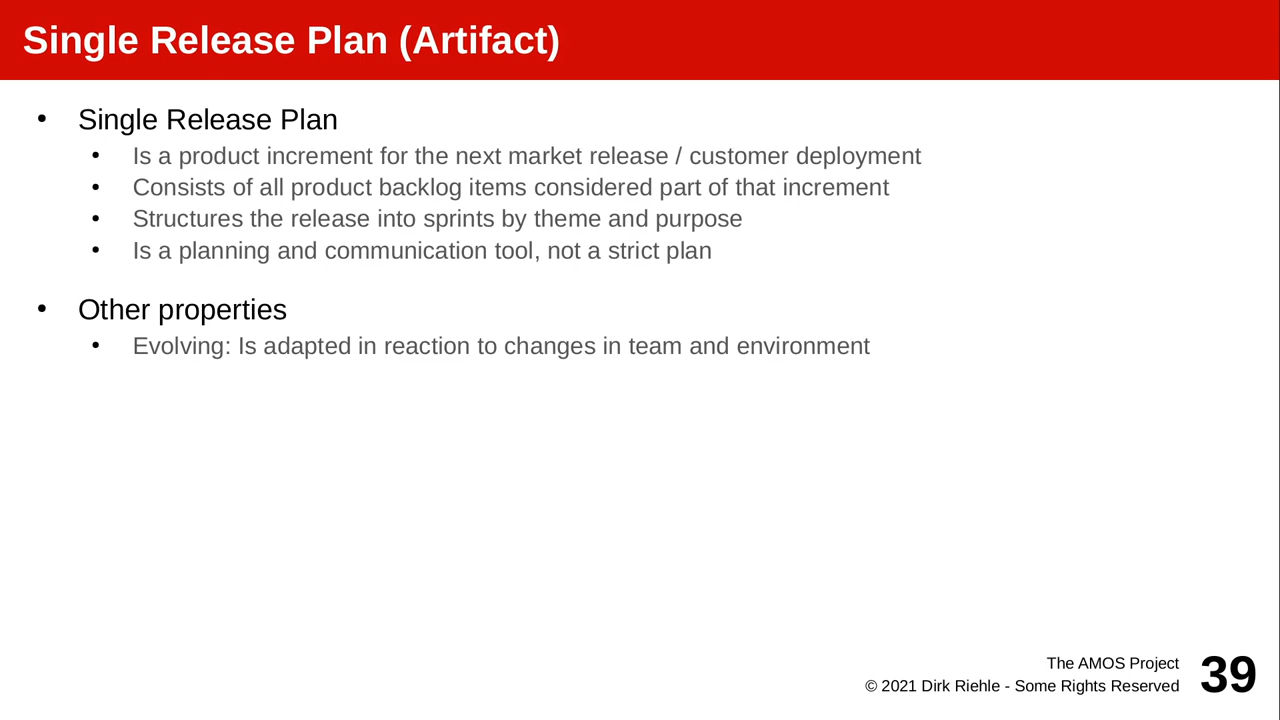 Single Release Plan (Artifact)
• Single Release Plan
• Is a product increment for the next market release / customer deployment
• Consists of all product backlog items considered part of that increment
• Structures the release into sprints by theme and purpose
• Is a planning and communication tool, not a strict plan
• Other properties
• Evolving: Is adapted in reaction to changes in team and environment
The AMOS Project
© 2021 Dirk Riehle - Some Rights Reserved
39